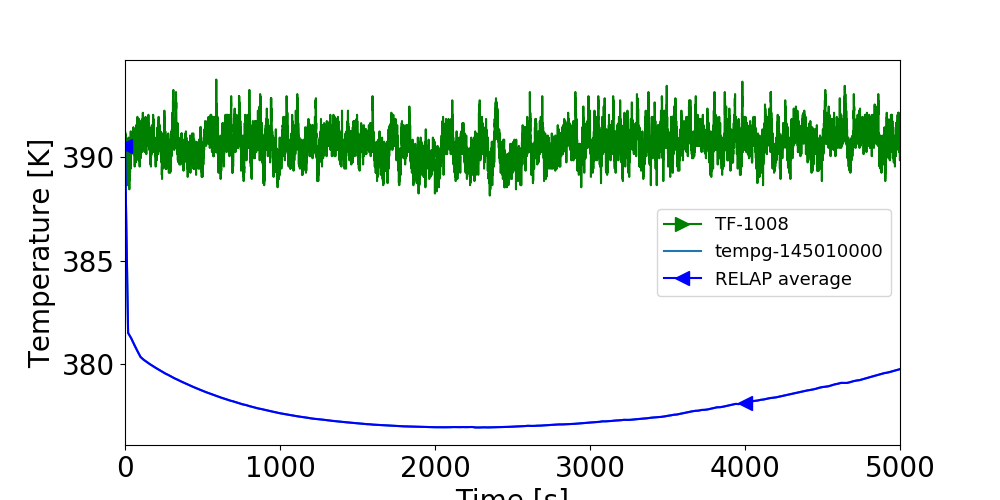 Temperature [K]
390
385
380
TF-1008
tempg-145010000
RELAP average
0 1000 2000 3000 4000 5000
Time [s]